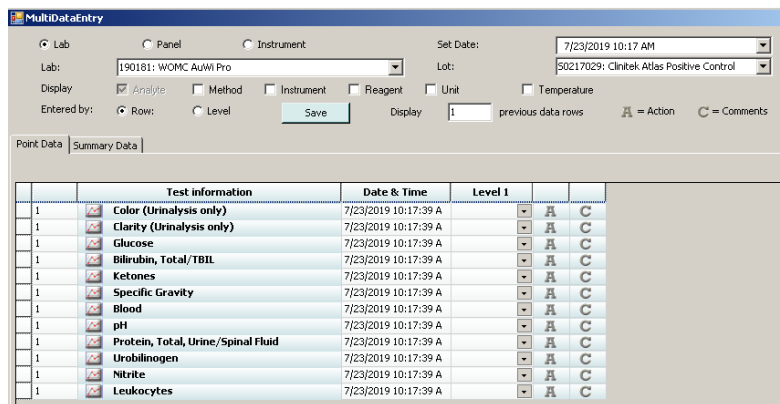 MultiDataEntry
Lab Panel Instrument Set Date: 7/23/2019 10:17 AM
Lab: 190181: WOMC AuWi Pro Lot: 50217029: Clinitek Atlas Positive Control
Display Analyte Method Instrument Reagent Unit Temperature
Entered by: Row: Level Save Display 1 previous data rows A = Action C = Comments
Point Data Summary Data
Test information Date & Time Level 1
1 Color (Urinalysis only) 7/23/2019 10:17:39 A A C
1 Clarity (Urinalysis only) 7/23/2019 10:17:39 A A C
1 Glucose 7/23/2019 10:17:39 A A C
1 Bilirubin, Total/TBIL 7/23/2019 10:17:39 A A C
1 Ketones 7/23/2019 10:17:39 A A C
1 Specific Gravity 7/23/2019 10:17:39 A A C
1 Blood 7/23/2019 10:17:39 A A C
1 pH 7/23/2019 10:17:39 A A C
1 Protein, Total, Urine/Spinal Fluid 7/23/2019 10:17:39 A A C
1 Urobilinogen 7/23/2019 10:17:39 A A C
1 Nitrite 7/23/2019 10:17:39 A A C
1 Leukocytes 7/23/2019 10:17:39 A A C